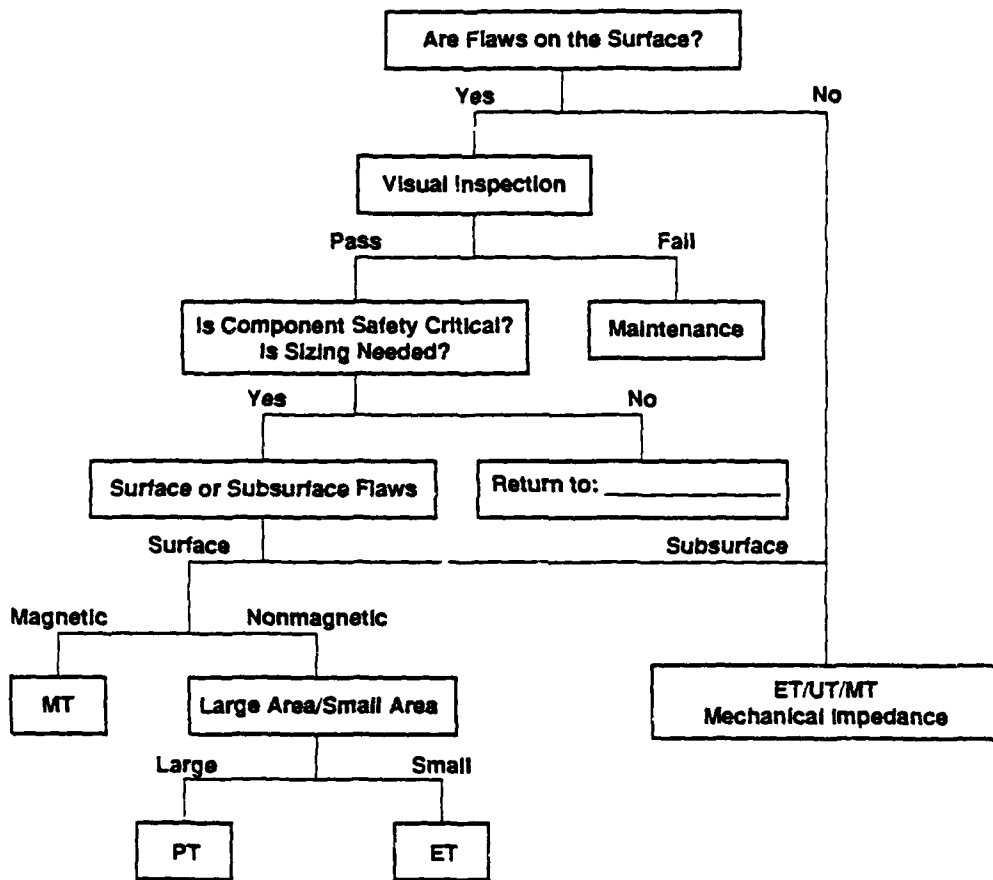 Are Flaws on the Surface?
Yes
No
Visual Inspection
Pass
Fail
Is Component Safety Critical?
Is Sizing Needed?
Maintenance
Yes
No
Surface or Subsurface Flaws
Return to: _______________
Surface
Subsurface
Magnetic
Nonmagnetic
MT
Large Area/Small Area
ET/UT/MT
Mechanical Impedance
Large
Small
PT
ET